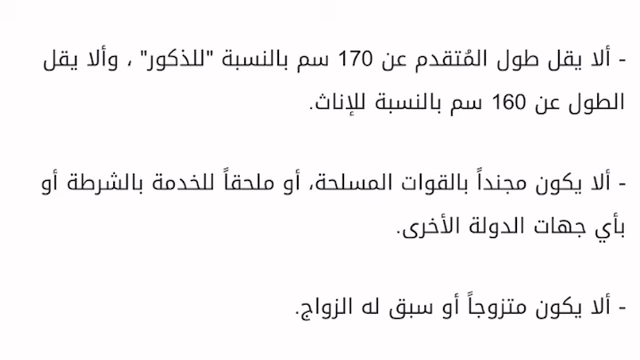 - ألا يقل طول المُتقدم عن 170 سم بالنسبة "للذكور" ، وألا يقل
الطول عن 160 سم بالنسبة للإناث.
- ألا يكون مجنداً بالقوات المسلحة، أو ملحقاً للخدمة بالشرطة أو
بأي جهات الدولة الأخرى.
- ألا يكون متزوجاً أو سبق له الزواج.